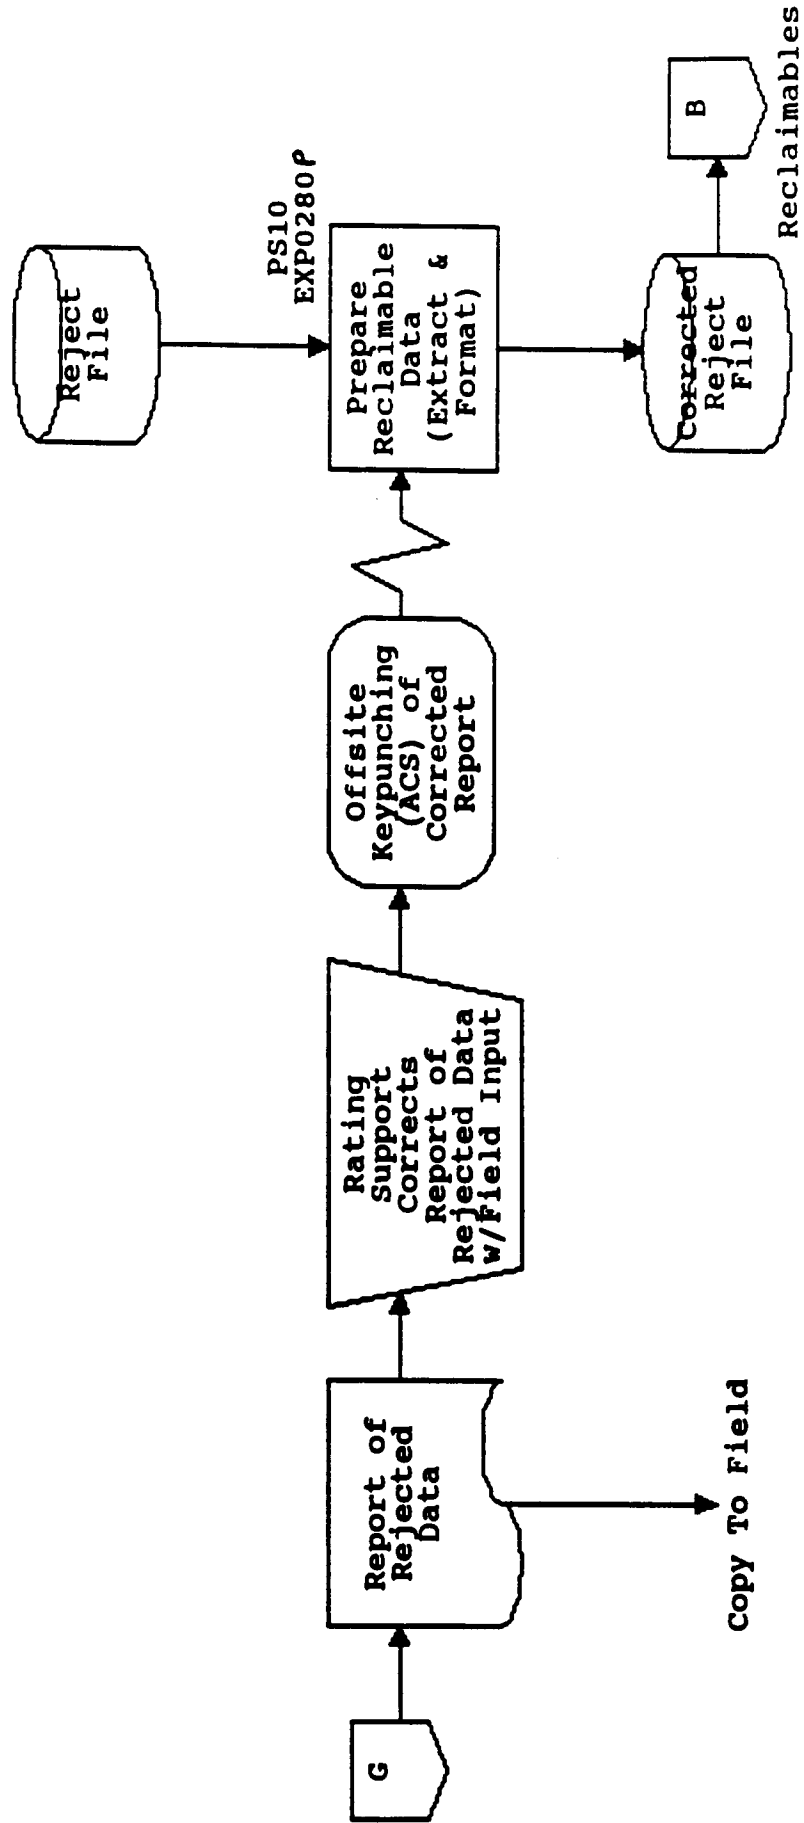 G
Report of
Rejected
Data
Copy To Field
Rating
Support
Corrects
Report of
Rejected Data
w/Field Input
Offsite
Keypunching
(ACS) of
Corrected
Report
Reject
File
PS10
EXP0280P
Prepare
Reclaimable
Data
(Extract &
Format)
Corrected
Reject
File
B
Reclaimables